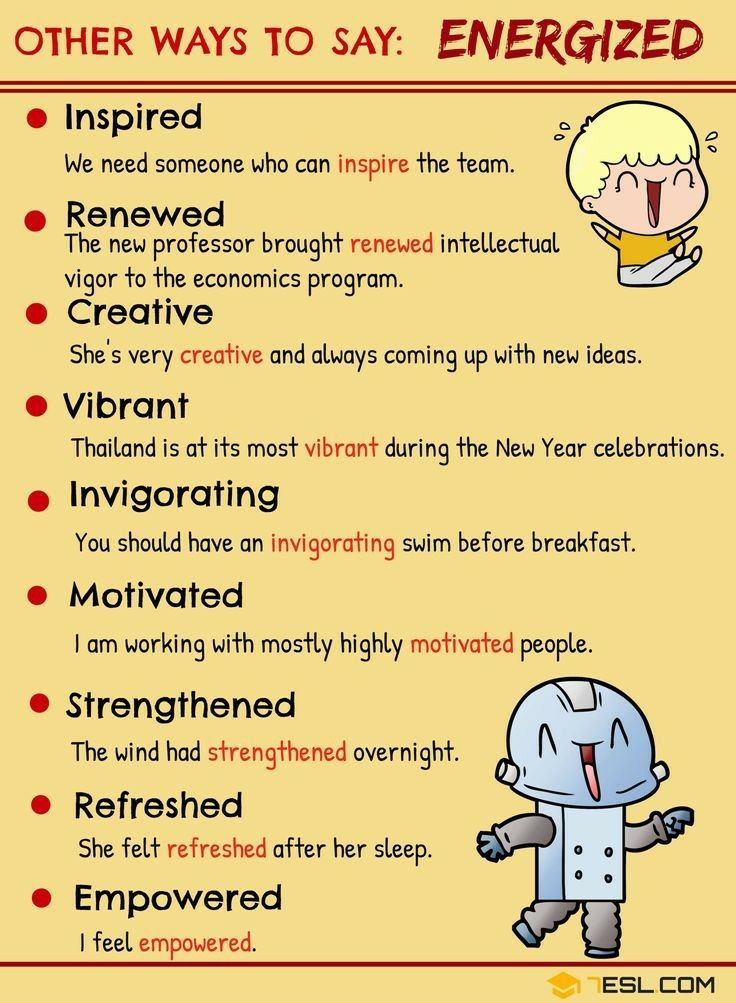 OTHER WAYS TO SAY: ENERGIZED
Inspired
We need someone who can inspire the team.
Renewed
The new professor brought renewed intellectual
vigor to the economics program.
Creative
She's very creative and always coming up with new ideas.
Vibrant
Thailand is at its most vibrant during the New Year celebrations.
Invigorating
You should have an invigorating swim before breakfast.
Motivated
I am working with mostly highly motivated people.
Strengthened
The wind had strengthened overnight.
Refreshed
She felt refreshed after her sleep.
Empowered
I feel empowered.
7ESL.COM